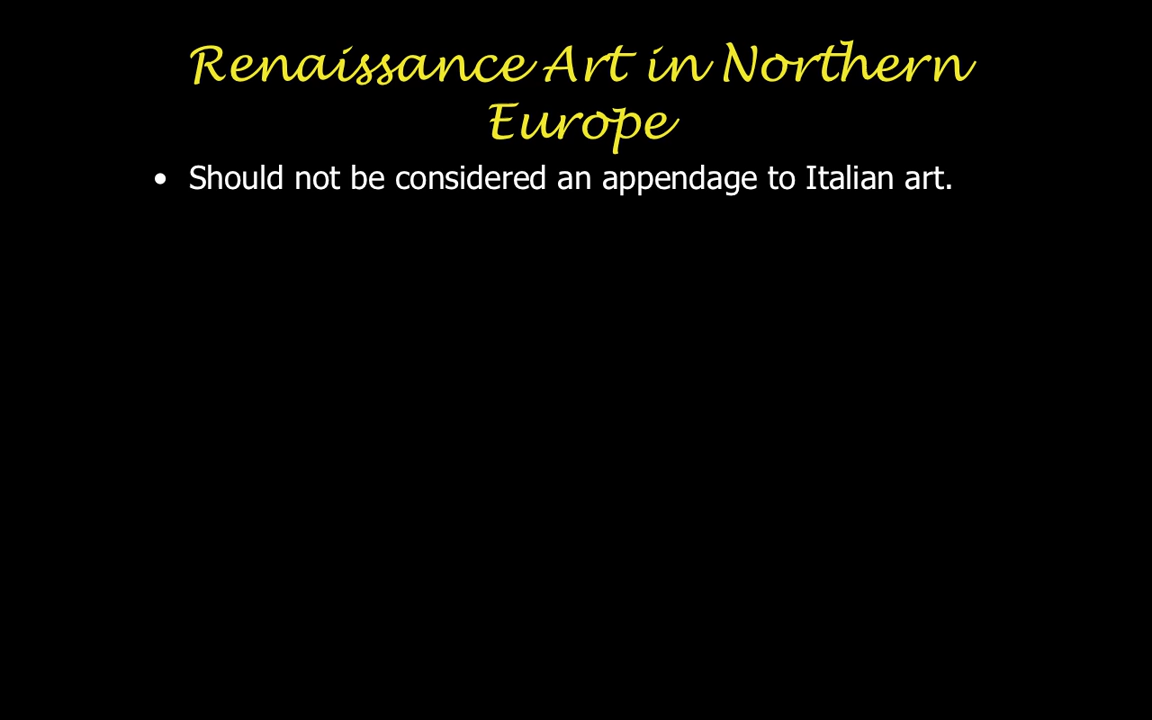 Renaissance Art in Northern
Europe
• Should not be considered an appendage to Italian art.